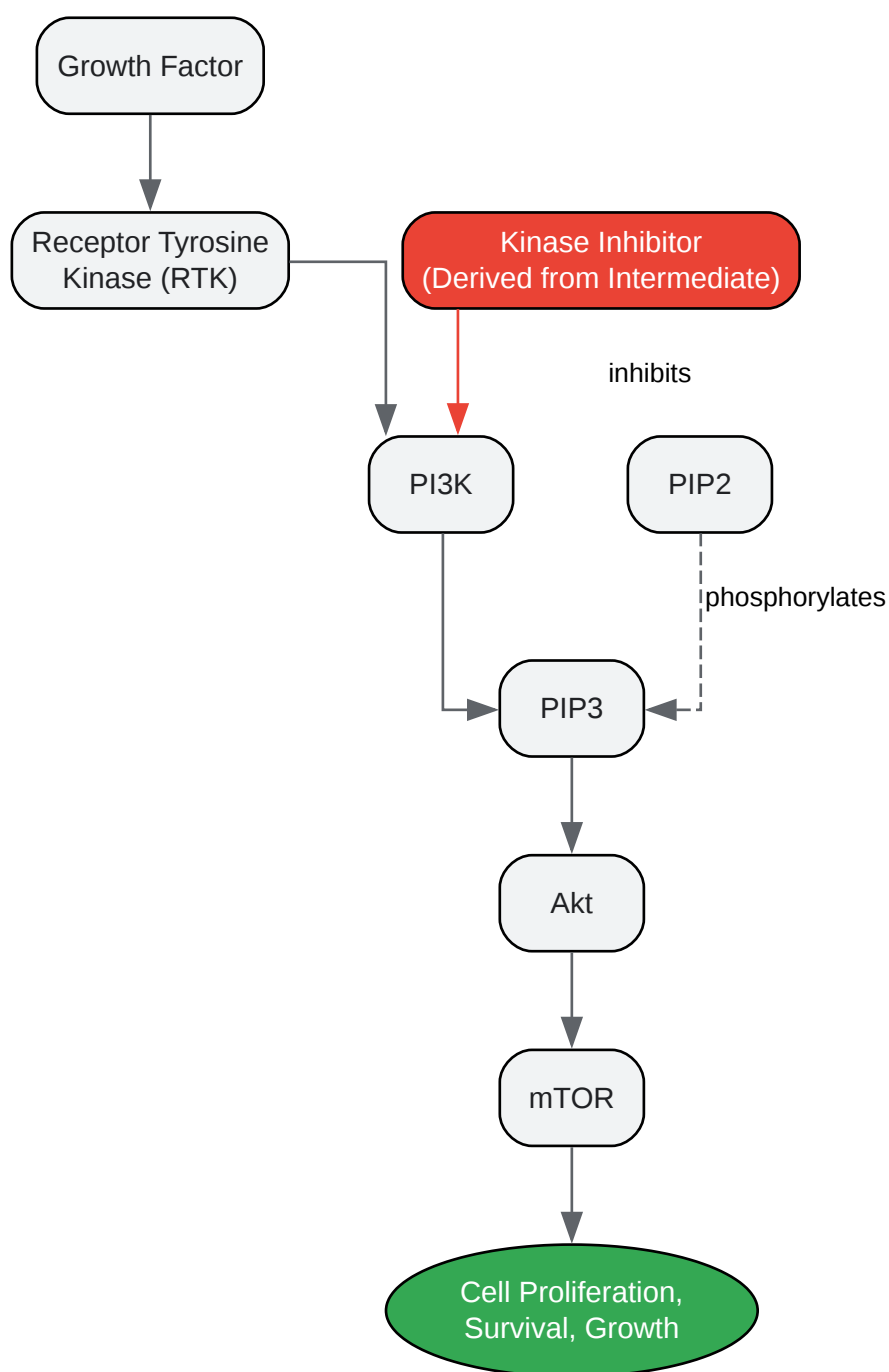 Growth Factor
Receptor Tyrosine
Kinase (RTK)
Kinase Inhibitor
(Derived from Intermediate)
inhibits
PI3K
PIP2
phosphorylates
PIP3
Akt
mTOR
Cell Proliferation,
Survival, Growth